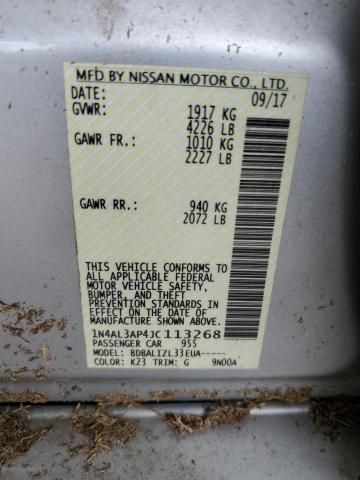 MFD BY NISSAN MOTOR CO., LTD.
DATE: 09/17
GVWR: 1917 KG
4226 LB
GAWR FR: 1010 KG
2227 LB
GAWR RR: 940 KG
2072 LB
THIS VEHICLE CONFORMS TO
ALL APPLICABLE FEDERAL
MOTOR VEHICLE SAFETY,
BUMPER, AND THEFT
PREVENTION STANDARDS
IN EFFECT ON THE DATE
OF MANUFACTURE SHOWN ABOVE.
1N4AL3AP4JC113268
PASSENGER CAR 955
MODEL: BDBALIZL33EUA-----
COLOR: K23 TRIM: G 9N00A